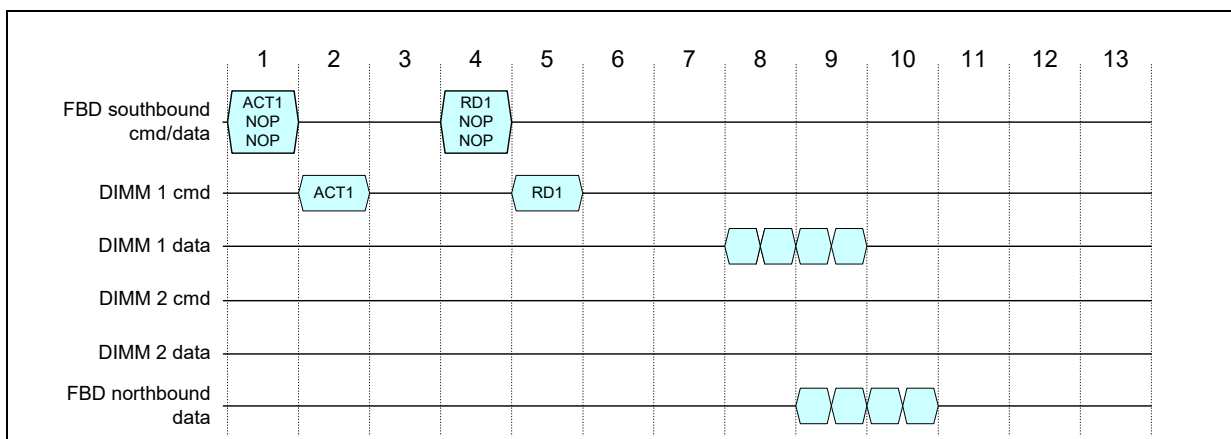 1 2 3 4 5 6 7 8 9 10 11 12 13
FBD southbound
cmd/data
ACT1
NOP
NOP
RD1
NOP
NOP
DIMM 1 cmd
ACT1
RD1
DIMM 1 data
DIMM 2 cmd
DIMM 2 data
FBD northbound
data